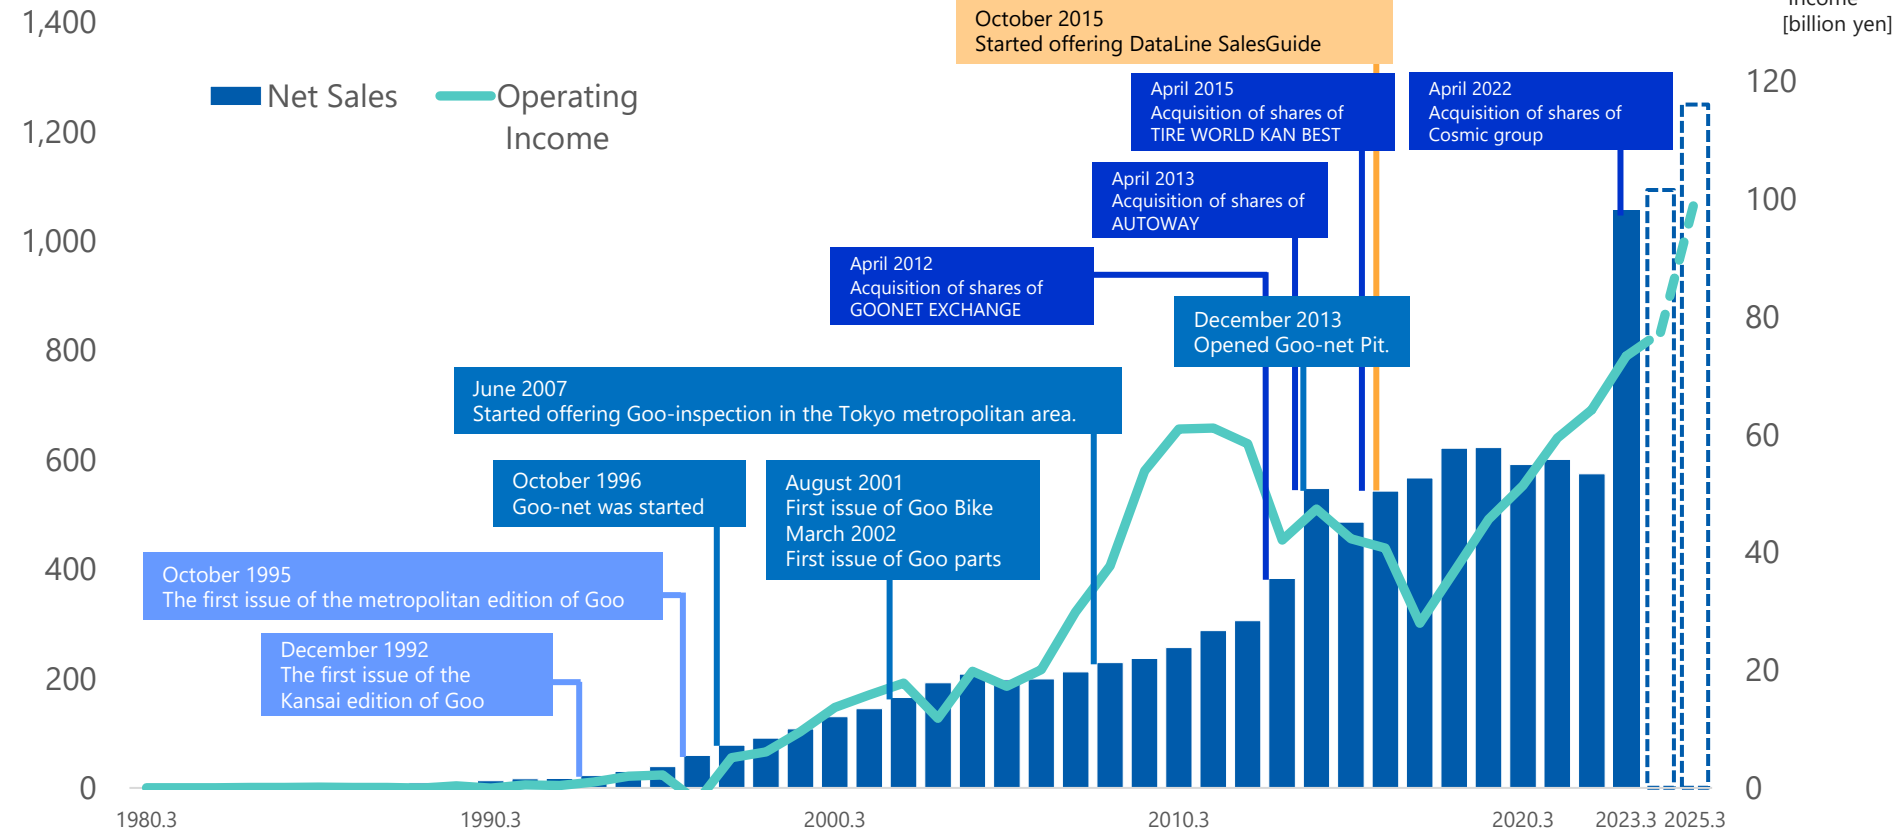 Income
[billion yen]
1,400
1,200
1,000
800
600
400
200
0
120
100
80
60
40
20
0
Net Sales
Operating
Income
October 2015
Started offering DataLine SalesGuide
April 2015
Acquisition of shares of
TIRE WORLD KAN BEST
April 2022
Acquisition of shares of
Cosmic group
April 2013
Acquisition of shares of
AUTOWAY
April 2012
Acquisition of shares of
GOONET EXCHANGE
December 2013
Opened Goo-net Pit.
June 2007
Started offering Goo-inspection in the Tokyo metropolitan area.
October 1996
Goo-net was started
August 2001
First issue of Goo Bike
March 2002
First issue of Goo parts
October 1995
The first issue of the metropolitan edition of Goo
December 1992
The first issue of the
Kansai edition of Goo
1980.3
1990.3
2000.3
2010.3
2020.3
2023.3
2025.3